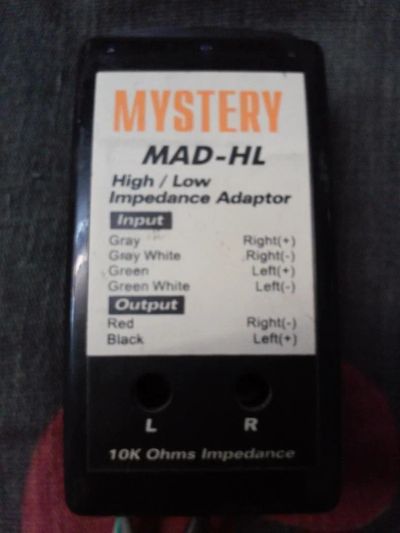 MYSTERY
MAD-HL
High / Low
Impedance Adaptor
Input
Gray Right(+)
Gray White Right(-)
Green Left(+)
Green White Left(-)
Output
Red Right(-)
Black Left(+)
L R
10K Ohms Impedance